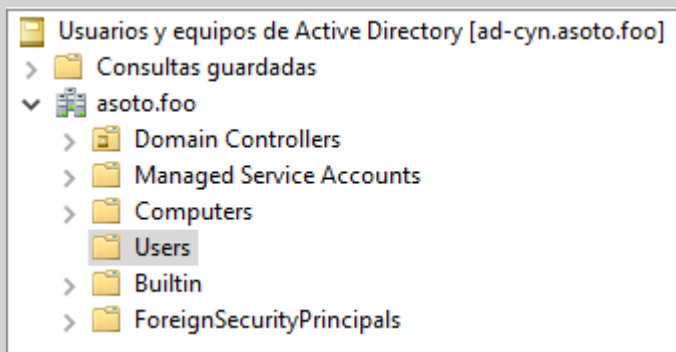 Usuarios y equipos de Active Directory [ad-cyn.asoto.foo]
Consultas guardadas
asoto.foo
Domain Controllers
Managed Service Accounts
Computers
Users
Builtin
ForeignSecurityPrincipals